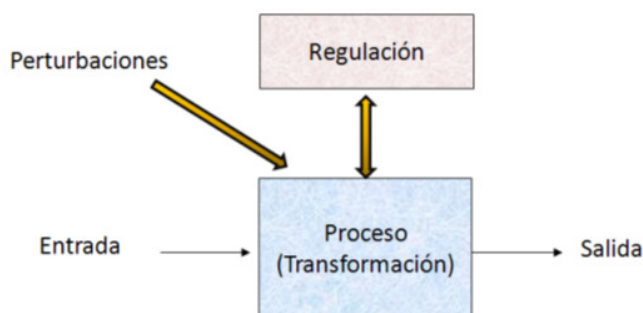 Perturbaciones
Regulación
Entrada
Proceso
(Transformación)
Salida